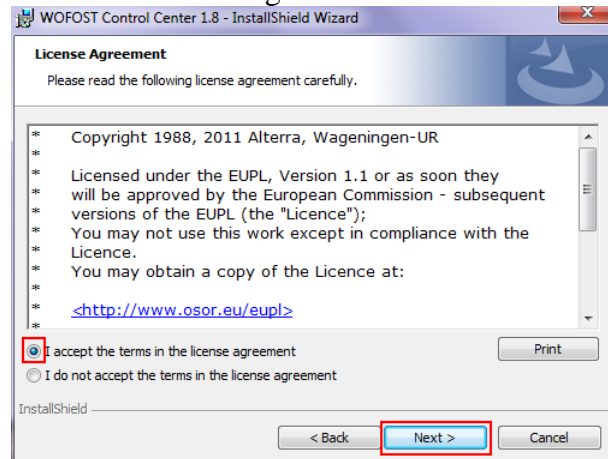 WOFOST Control Center 1.8 - InstallShield Wizard
License Agreement
Please read the following license agreement carefully.
* Copyright 1988, 2011 Alterra, Wageningen-UR
*
* Licensed under the EUPL, Version 1.1 or as soon they
* will be approved by the European Commission - subsequent
* versions of the EUPL (the "Licence");
* You may not use this work except in compliance with the
* Licence.
* You may obtain a copy of the Licence at:
*
* <http://www.osor.eu/eupl>
*
I accept the terms in the license agreement
Print
I do not accept the terms in the license agreement
InstallShield
< Back Next > Cancel